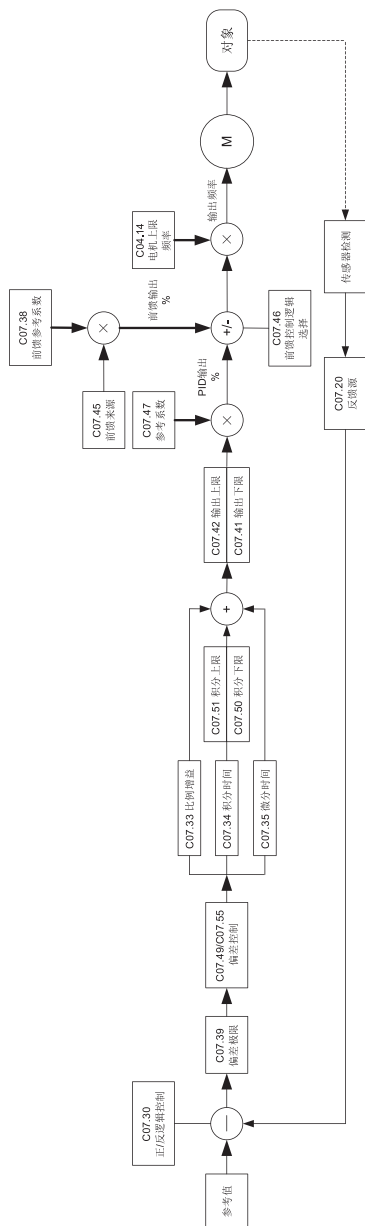 参考值
C07.30
正/反逻辑控制
—
C07.39
偏差极限
C07.49/C07.55
偏差控制
C07.33 比例增益
C07.34 积分时间
C07.35 微分时间
C07.51 积分上限
C07.50 积分下限
+
C07.42 输出上限
C07.41 输出下限
C07.47
参考系数
×
PID输出
%
C07.45
前馈来源
C07.38
前馈参考系数
×
前馈输出
%
+/-
C07.46
前馈控制逻辑
选择
C04.14
电机上限
频率
×
输出频率
M
对象
传感器检测
C07.20
反馈源